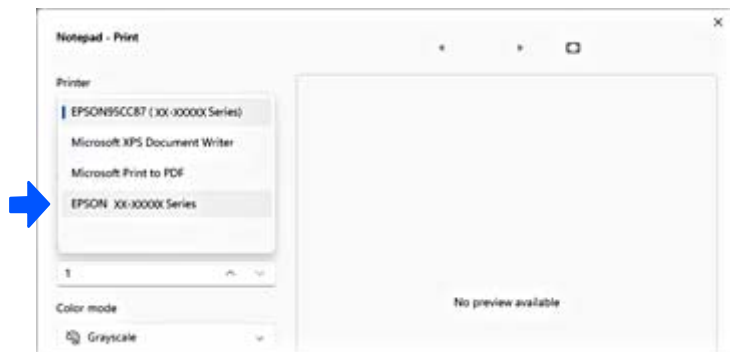 Notepad - Print
Printer
EPSON95CC87 (XX-XXXXX Series)
Microsoft XPS Document Writer
Microsoft Print to PDF
EPSON XX-XXXXX Series
1
Color mode
Grayscale
No preview available